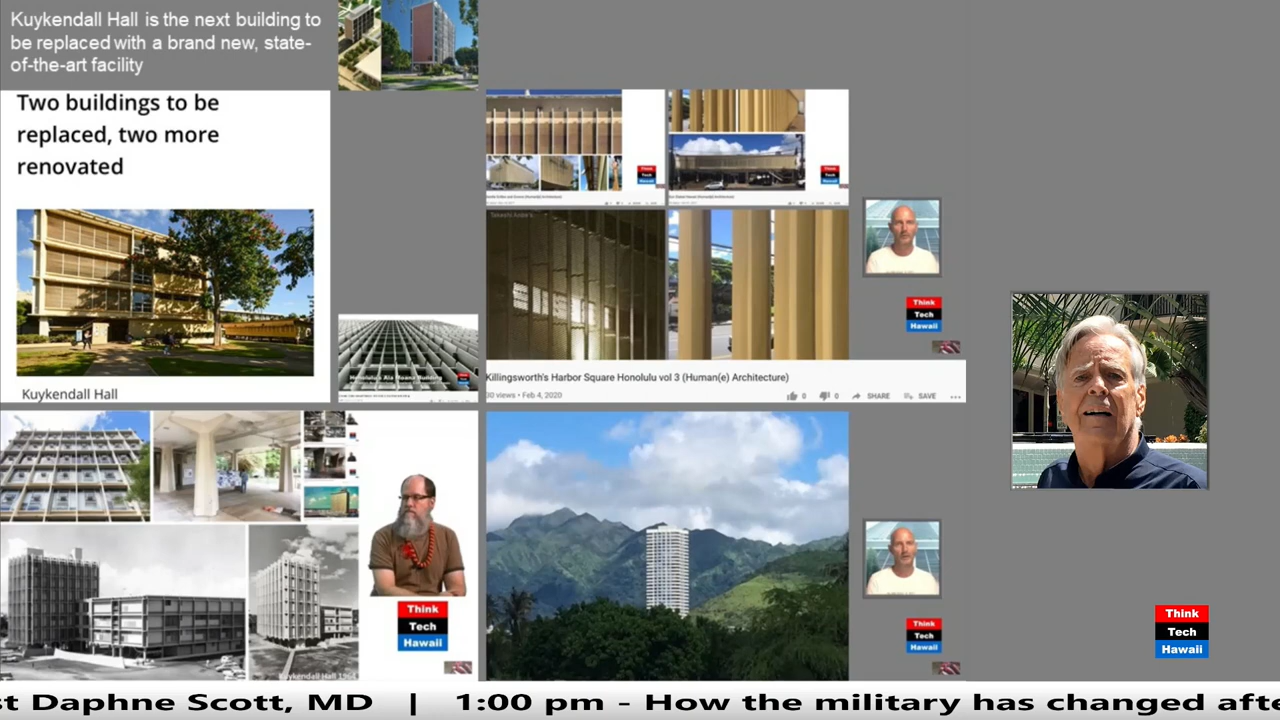 Kuykendall Hall is the next building to
be replaced with a brand new, state-
of-the-art facility
Two buildings to be
replaced, two more
renovated
Kuykendall Hall
Think
Tech
Hawaii
Think
Tech
Hawaii
Think
Tech
Hawaii
Killingsworth's Harbor Square Honolulu vol 3 (Human(e) Architecture)
30 views • Feb 4, 2020
0
0
SHARE
SAVE
Kuykendall Hall 1964
Think
Tech
Hawaii
Think
Tech
Hawaii
Think
Tech
Hawaii
st Daphne Scott, MD | 1:00 pm - How the military has changed afte